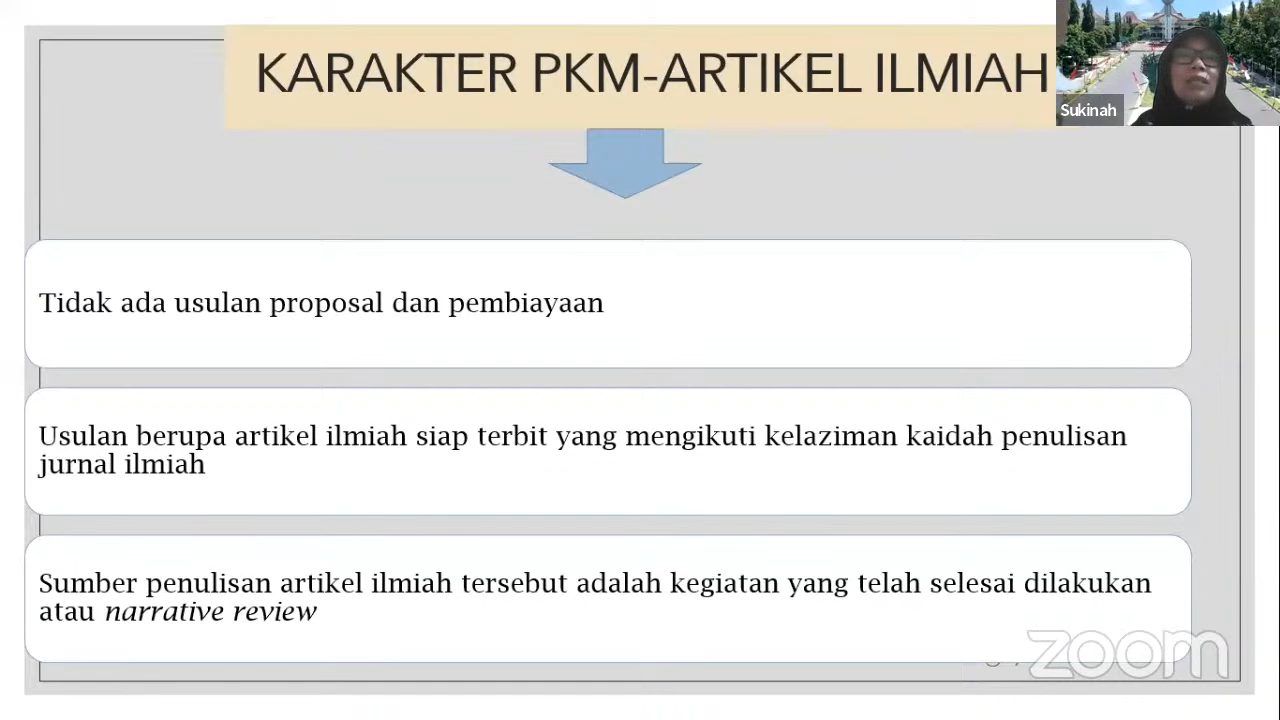 KARAKTER PKM-ARTIKEL ILMIAH
Sukinah
Tidak ada usulan proposal dan pembiayaan
Usulan berupa artikel ilmiah siap terbit yang mengikuti kelaziman kaidah penulisan
jurnal ilmiah
Sumber penulisan artikel ilmiah tersebut adalah kegiatan yang telah selesai dilakukan
atau narrative review
zoom